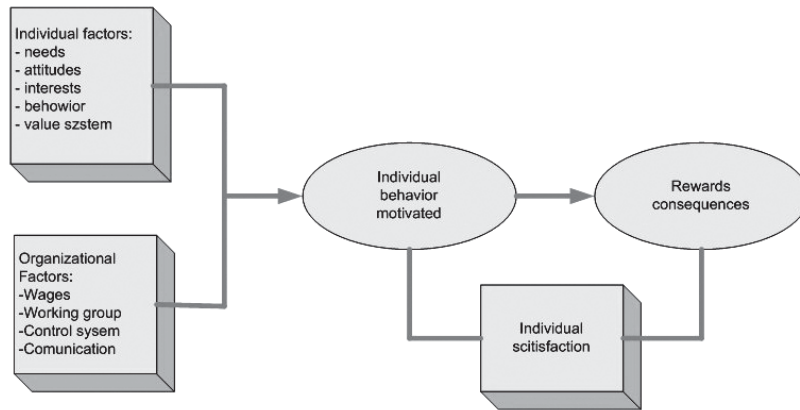 Individual factors:
- needs
- attitudes
- interests
- behowior
- value szstem
Organizational
Factors:
-Wages
-Working group
-Control sysem
-Comunication
Individual
behavior
motivated
Rewards
consequences
Individual
scitisfaction